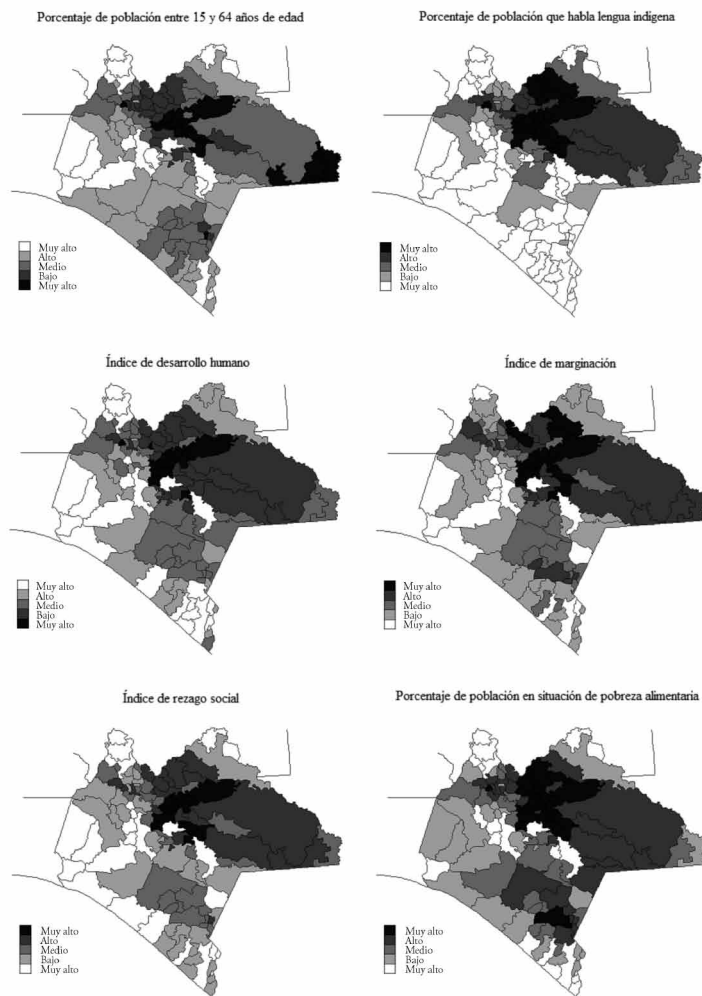 Porcentaje de población entre 15 y 64 años de edad
Porcentaje de población que habla lengua indigena
Muy alto
Alto
Medio
Bajo
Muy alto
Muy alto
Alto
Medio
Bajo
Muy alto
Índice de desarrollo humano
Índice de marginación
Muy alto
Alto
Medio
Bajo
Muy alto
Muy alto
Alto
Medio
Bajo
Muy alto
Índice de rezago social
Porcentaje de población en situación de pobreza alimentaria
Muy alto
Alto
Medio
Bajo
Muy alto
Muy alto
Alto
Medio
Bajo
Muy alto